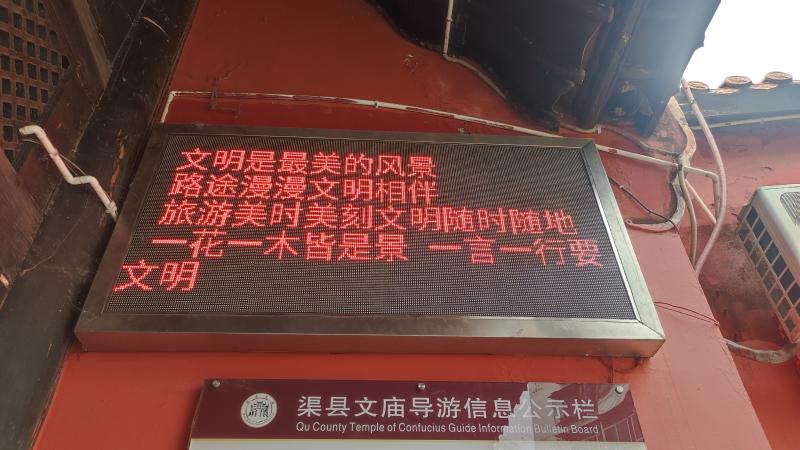 文明是最美的风景
路途漫漫文明相伴
旅游美时美刻文明随时随地
一花一木皆是景 一言一行要
文明
渠县文庙导游信息公示栏
Qu County Temple of Confucius Guide Information Bulletin Board